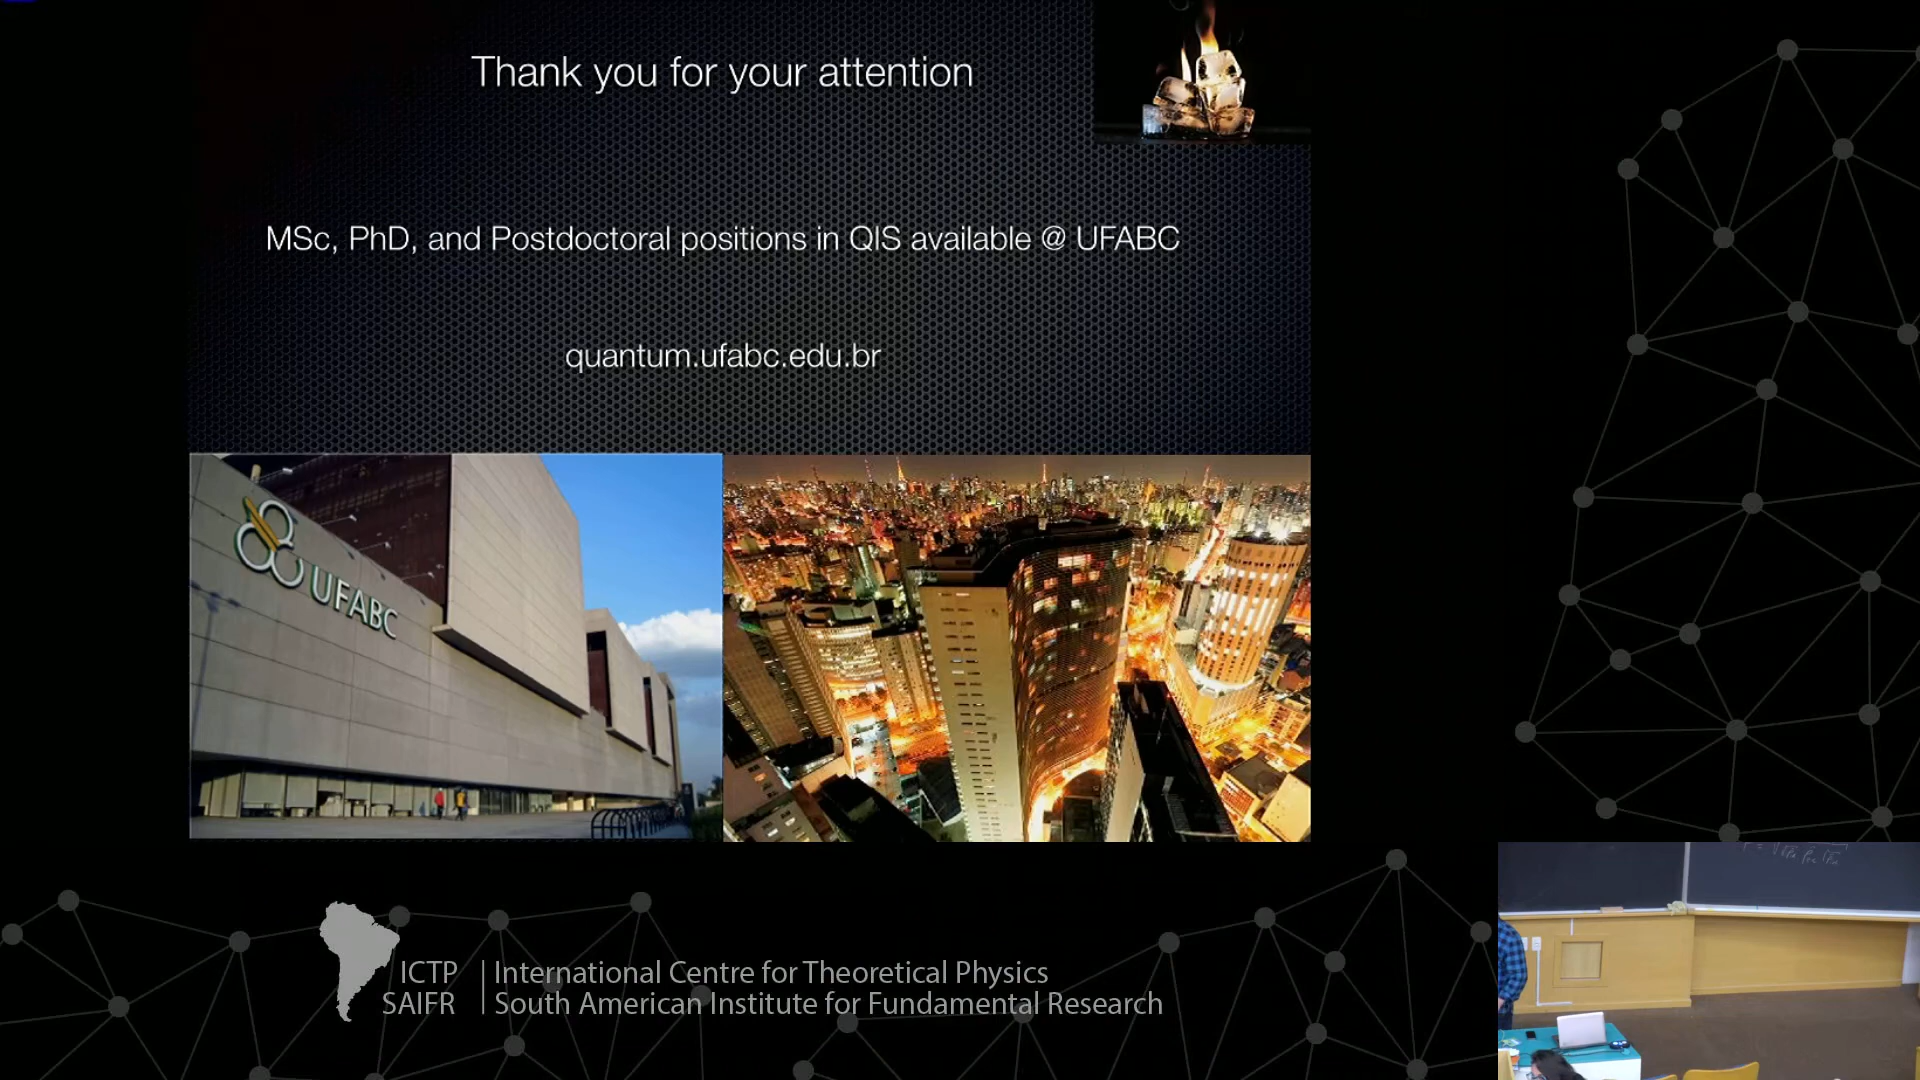 Thank you for your attention
MSc, PhD, and Postdoctoral positions in QIS available @ UFABC
quantum.ufabc.edu.br
UFABC
ICTP
SAIFR
International Centre for Theoretical Physics
South American Institute for Fundamental Research